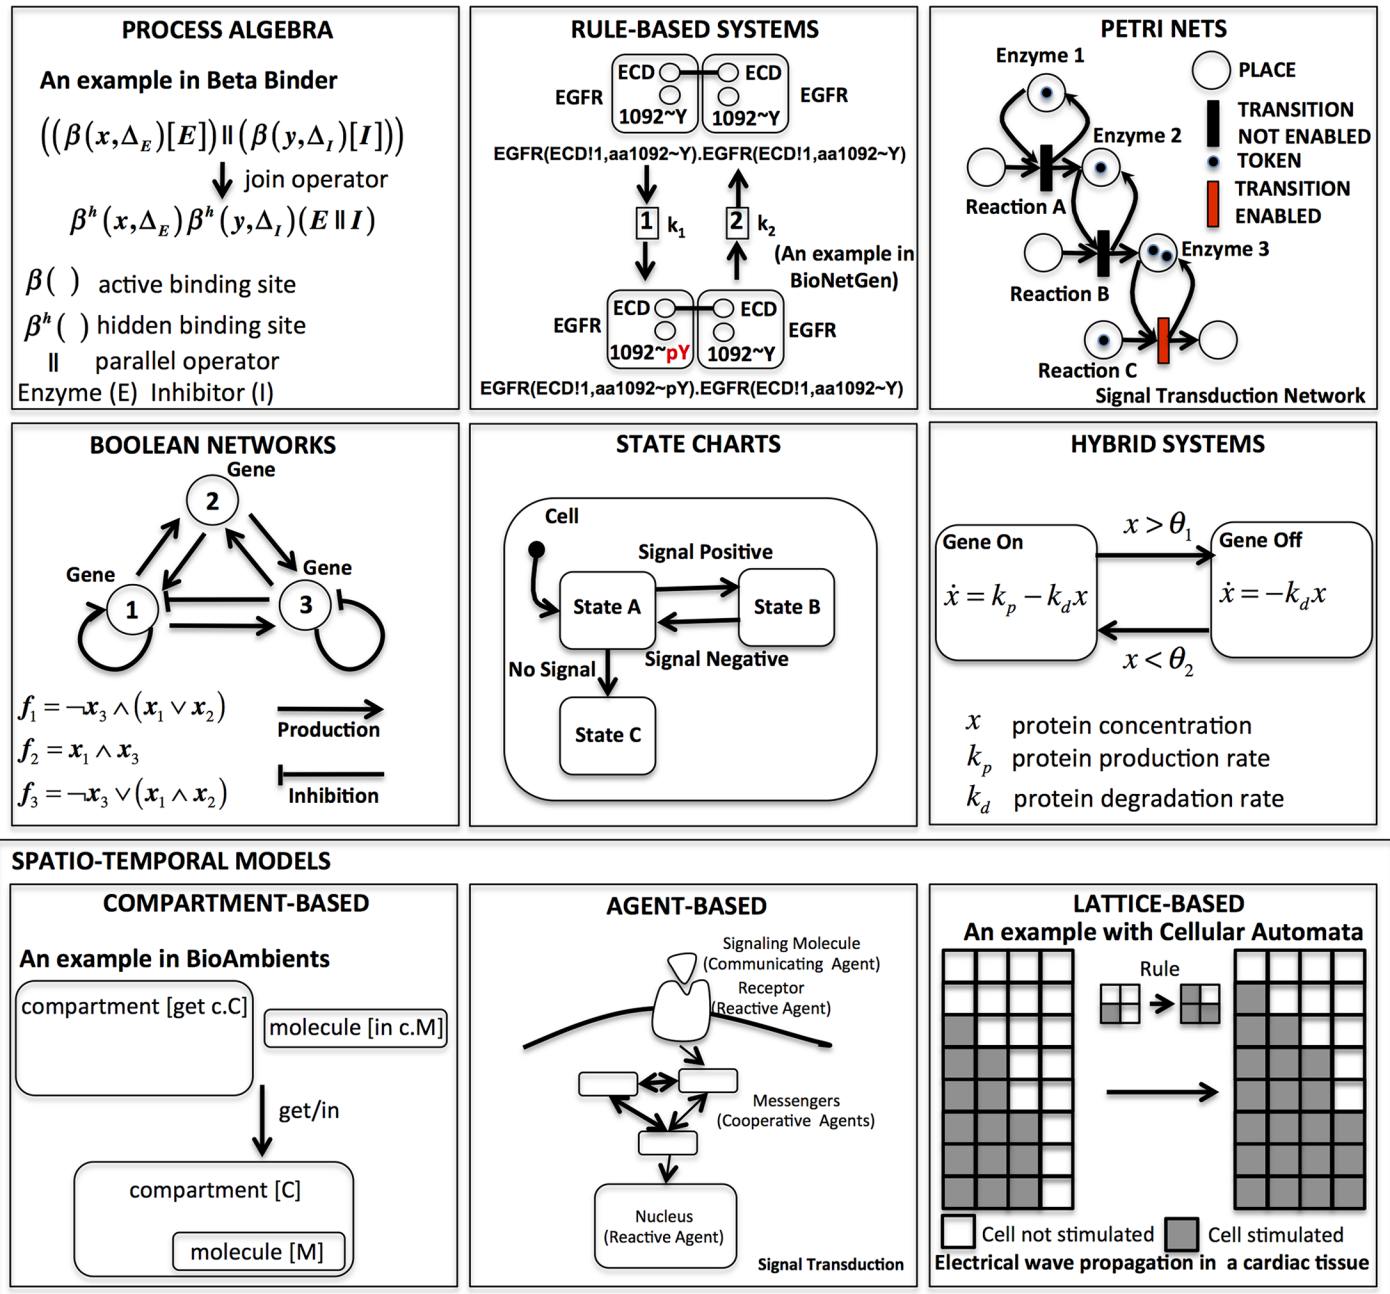 PROCESS ALGEBRA
An example in Beta Binder
((β(x,Δ_E)[E])||(β(y,Δ_I)[I]))
join operator
β^h(x,Δ_E)β^h(y,Δ_I)(E||I)
β( ) active binding site
β^h( ) hidden binding site
|| parallel operator
Enzyme (E) Inhibitor (I)
RULE-BASED SYSTEMS
ECD ECD
EGFR EGFR
1092~Y 1092~Y
EGFR(ECD!1,aa1092~Y).EGFR(ECD!1,aa1092~Y)
1 k₁ 2 k₂
(An example in
BioNetGen)
ECD ECD
EGFR EGFR
1092~pY 1092~Y
EGFR(ECD!1,aa1092~pY).EGFR(ECD!1,aa1092~Y)
PETRI NETS
Enzyme 1
PLACE
TRANSITION
NOT ENABLED
Enzyme 2
TOKEN
TRANSITION
ENABLED
Reaction A
Enzyme 3
Reaction B
Reaction C
Signal Transduction Network
BOOLEAN NETWORKS
Gene
2
Gene
Gene
1
3
f₁ = ¬x₃ ∧ (x₁ ∨ x₂)
Production
f₂ = x₁ ∧ x₃
f₃ = ¬x₃ ∨ (x₁ ∧ x₂)
Inhibition
STATE CHARTS
Cell
Signal Positive
State A
State B
Signal Negative
No Signal
State C
HYBRID SYSTEMS
x > θ₁
Gene On
Gene Off
ẋ = k_p − k_d x
ẋ = −k_d x
x < θ₂
x protein concentration
k_p protein production rate
k_d protein degradation rate
SPATIO-TEMPORAL MODELS
COMPARTMENT-BASED
An example in BioAmbients
compartment [get c.C]
molecule [in c.M]
get/in
compartment [C]
molecule [M]
AGENT-BASED
Signaling Molecule
(Communicating Agent)
Receptor
(Reactive Agent)
Messengers
(Cooperative Agents)
Nucleus
(Reactive Agent)
Signal Transduction
LATTICE-BASED
An example with Cellular Automata
Rule
Cell not stimulated
Cell stimulated
Electrical wave propagation in a cardiac tissue